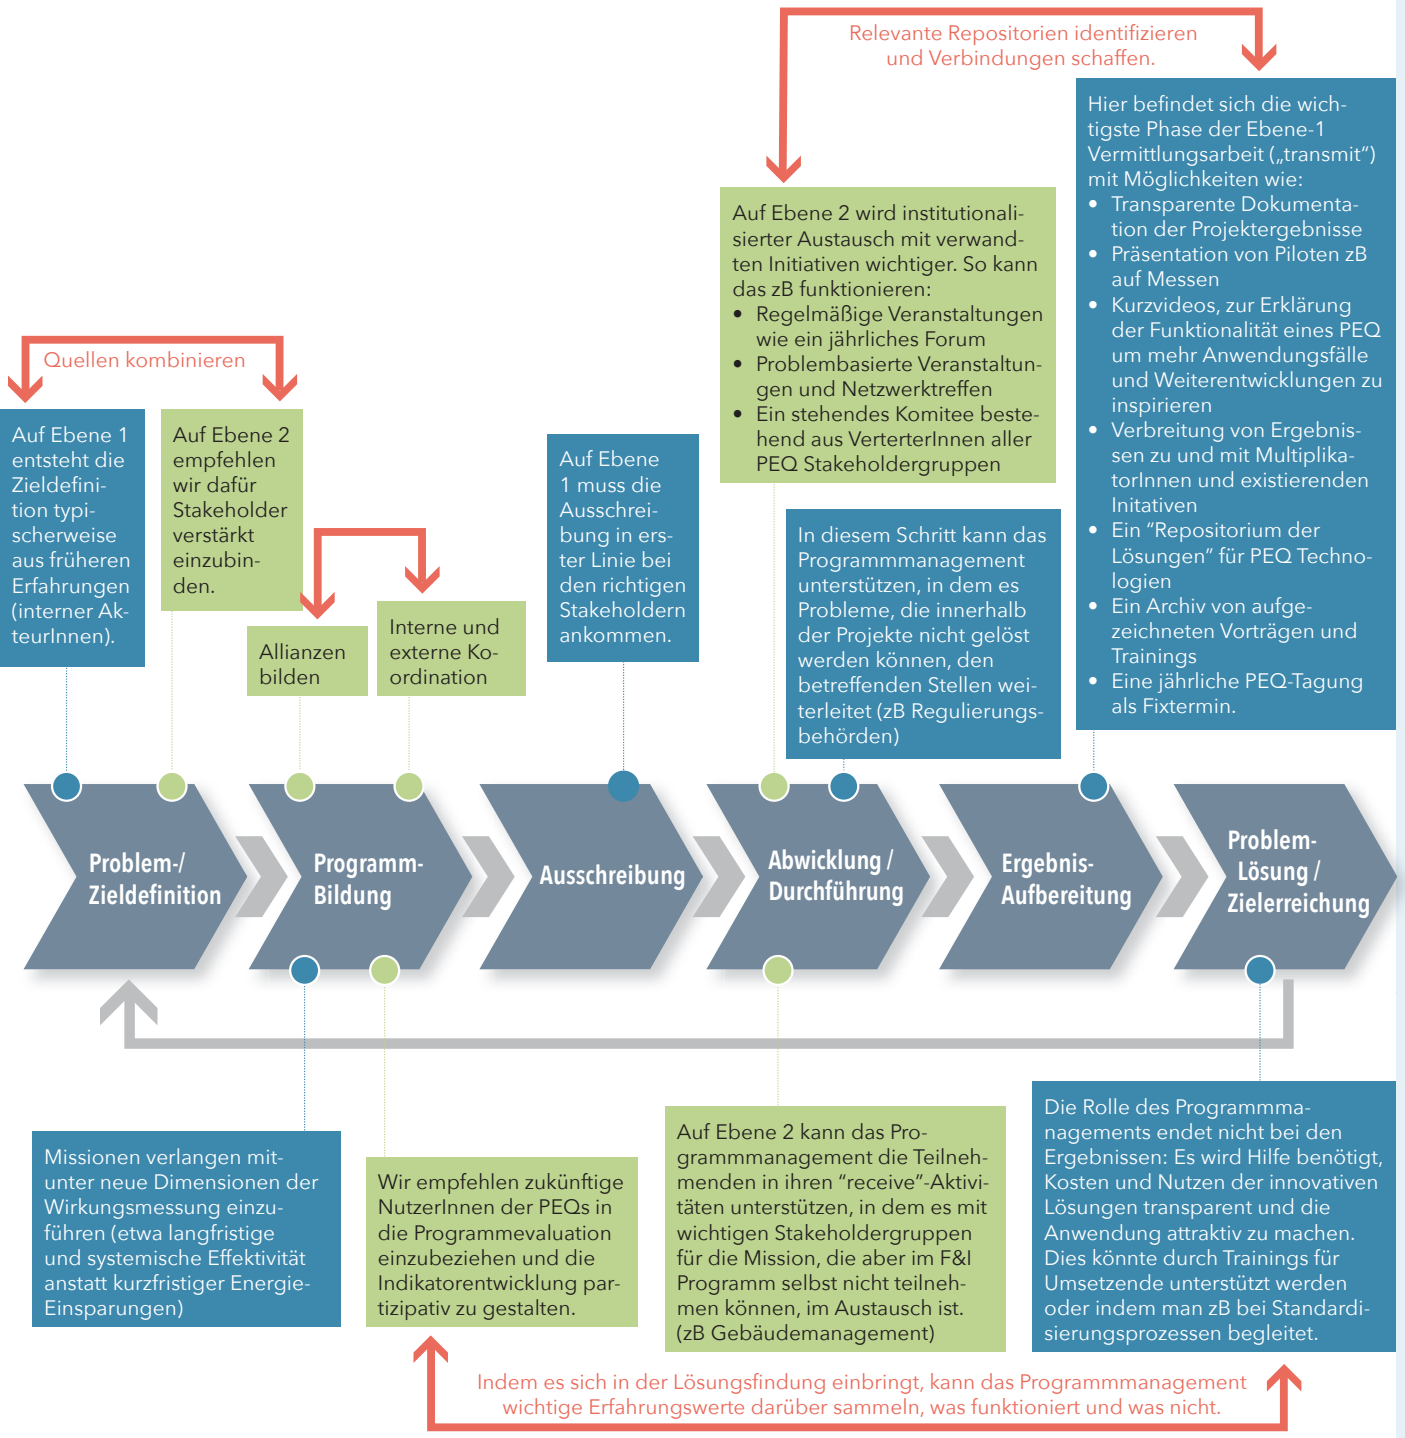 Relevante Repositorien identifizieren
und Verbindungen schaffen.
Hier befindet sich die wich-
tigste Phase der Ebene-1
Vermittlungsarbeit („transmit“)
mit Möglichkeiten wie:
• Transparente Dokumenta-
tion der Projektergebnisse
• Präsentation von Piloten zB
auf Messen
• Kurzvideos, zur Erklärung
der Funktionalität eines PEQ
um mehr Anwendungsfälle
und Weiterentwicklungen zu
inspirieren
• Verbreitung von Ergebnis-
sen zu und mit Multiplika-
torInnen und existierenden
Initativen
• Ein “Repositorium der
Lösungen” für PEQ Techno-
logien
• Ein Archiv von aufge-
zeichneten Vorträgen und
Trainings
• Eine jährliche PEQ-Tagung
als Fixtermin.
Auf Ebene 2 wird institutionali-
sierter Austausch mit verwand-
ten Initiativen wichtiger. So kann
das zB funktionieren:
• Regelmäßige Veranstaltungen
wie ein jährliches Forum
• Problembasierte Veranstaltun-
gen und Netzwerktreffen
• Ein stehendes Komitee beste-
hend aus VerterterInnen aller
PEQ Stakeholdergruppen
Quellen kombinieren
Auf Ebene 1
entsteht die
Zieldefini-
tion typi-
scherweise
aus früheren
Erfahrungen
(interner Ak-
teurInnen).
Auf Ebene 2
empfehlen
wir dafür
Stakeholder
verstärkt
einzubin-
den.
Allianzen
bilden
Interne und
externe Ko-
ordination
Auf Ebene
1 muss die
Ausschrei-
bung in ers-
ter Linie bei
den richtigen
Stakeholdern
ankommen.
In diesem Schritt kann das
Programmmanagement
unterstützen, in dem es
Probleme, die innerhalb
der Projekte nicht gelöst
werden können, den
betreffenden Stellen wei-
terleitet (zB Regulierungs-
behörden)
Problem-/
Zieldefinition
Programm-
Bildung
Ausschreibung
Abwicklung /
Durchführung
Ergebnis-
Aufbereitung
Problem-
Lösung /
Zielerreichung
Missionen verlangen mit-
unter neue Dimensionen der
Wirkungsmessung einzu-
führen (etwa langfristige
und systemische Effektivität
anstatt kurzfristiger Energie-
Einsparungen)
Wir empfehlen zukünftige
NutzerInnen der PEQs in
die Programmevaluation
einzubeziehen und die
Indikatorentwicklung par-
tizipativ zu gestalten.
Auf Ebene 2 kann das Pro-
grammmanagement die Teilneh-
menden in ihren “receive”-Aktivi-
täten unterstützen, in dem es mit
wichtigen Stakeholdergruppen
für die Mission, die aber im F&I
Programm selbst nicht teilneh-
men können, im Austausch ist.
(zB Gebäudemanagement)
Die Rolle des Programmma-
nagements endet nicht bei den
Ergebnissen: Es wird Hilfe benötigt,
Kosten und Nutzen der innovativen
Lösungen transparent und die
Anwendung attraktiv zu machen.
Dies könnte durch Trainings für
Umsetzende unterstützt werden
oder indem man zB bei Standardi-
sierungsprozessen begleitet.
Indem es sich in der Lösungsfindung einbringt, kann das Programmmanagement
wichtige Erfahrungswerte darüber sammeln, was funktioniert und was nicht.